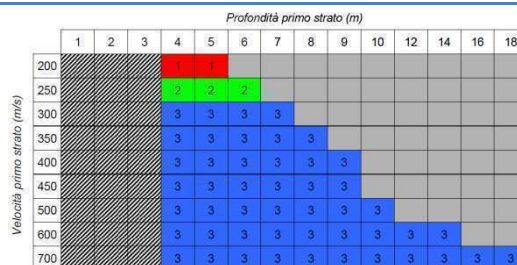 Profondità primo strato (m)
1 2 3 4 5 6 7 8 9 10 12 14 16 18
Velocità primo strato (m/s)
200 1 1
250 2 2 2
300 3 3 3 3
350 3 3 3 3 3
400 3 3 3 3 3 3
450 3 3 3 3 3 3
500 3 3 3 3 3 3 3
600 3 3 3 3 3 3 3 3 3
700 3 3 3 3 3 3 3 3 3 3 3